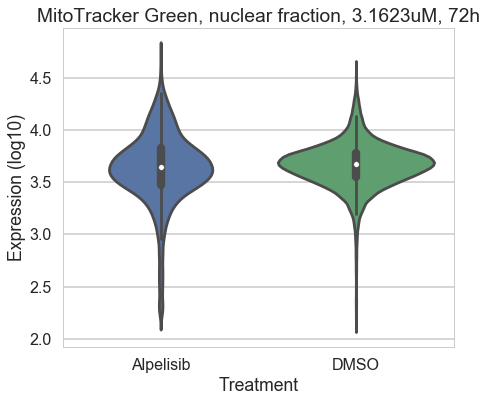 MitoTracker Green, nuclear fraction, 3.1623uM, 72h
4.5
4.0
3.5
3.0
2.5
2.0
Expression (log10)
Alpelisib
DMSO
Treatment